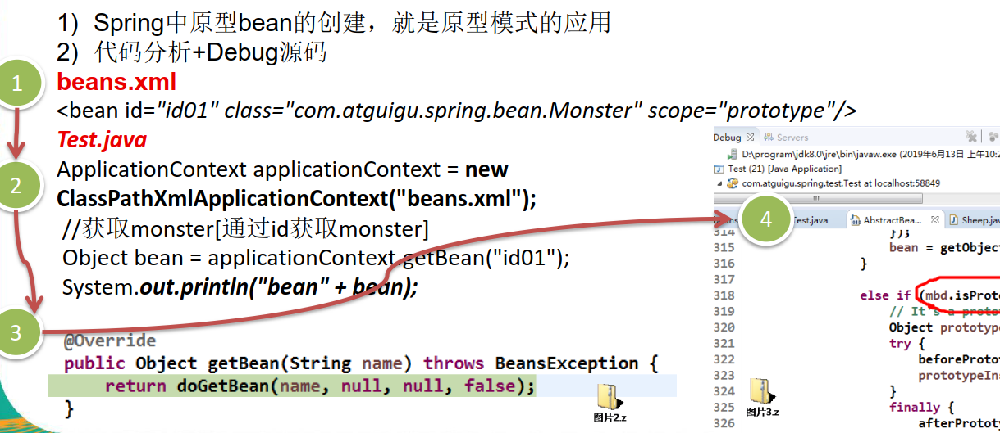 1) Spring中原型bean的创建，就是原型模式的应用
2) 代码分析+Debug源码
1
beans.xml
<bean id="id01" class="com.atguigu.spring.bean.Monster" scope="prototype"/>
Test.java
2
ApplicationContext applicationContext = new
ClassPathXmlApplicationContext("beans.xml");
//获取monster[通过id获取monster]
Object bean = applicationContext.getBean("id01");
System.out.println("bean" + bean);
3
@Override
public Object getBean(String name) throws BeansException {
return doGetBean(name, null, null, false);
}
图片2.z
Debug Servers
D:\program\jdk8.0\jre\bin\javaw.exe (2019年6月13日 上午10:2
Test (21) [Java Application]
com.atguigu.spring.test.Test at localhost:58849
4
Test.java AbstractBea... Sheep.jav
314 });
315 bean = getObject
316 }
317
318 else if (mbd.isProto
319 // It's a prototype
320 Object prototype
321 try {
322 beforeProto
323 prototypeIns
324 }
325 finally {
326 afterProtot
图片3.z